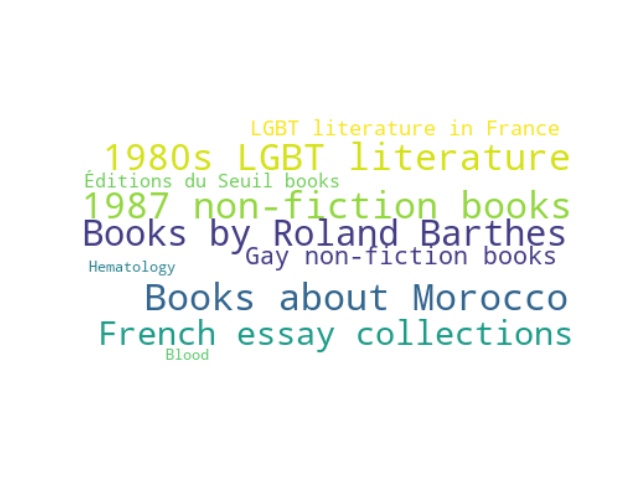 LGBT literature in France
1980s LGBT literature
Éditions du Seuil books
1987 non-fiction books
Books by Roland Barthes
Gay non-fiction books
Hematology
Books about Morocco
French essay collections
Blood